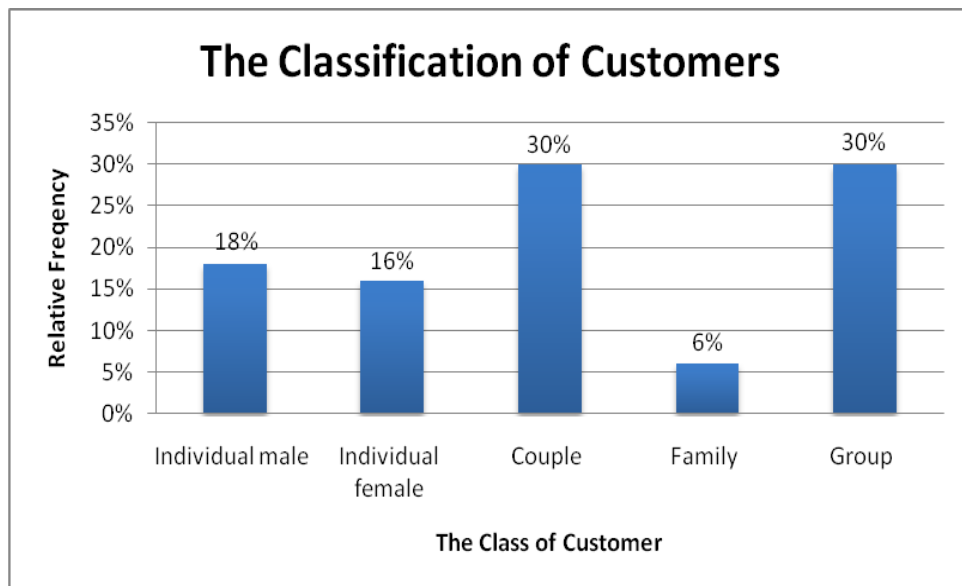 The Classification of Customers
Relative Freqency
35%
30%
25%
20%
15%
10%
5%
0%
18%
16%
30%
6%
30%
Individual male
Individual
female
Couple
Family
Group
The Class of Customer